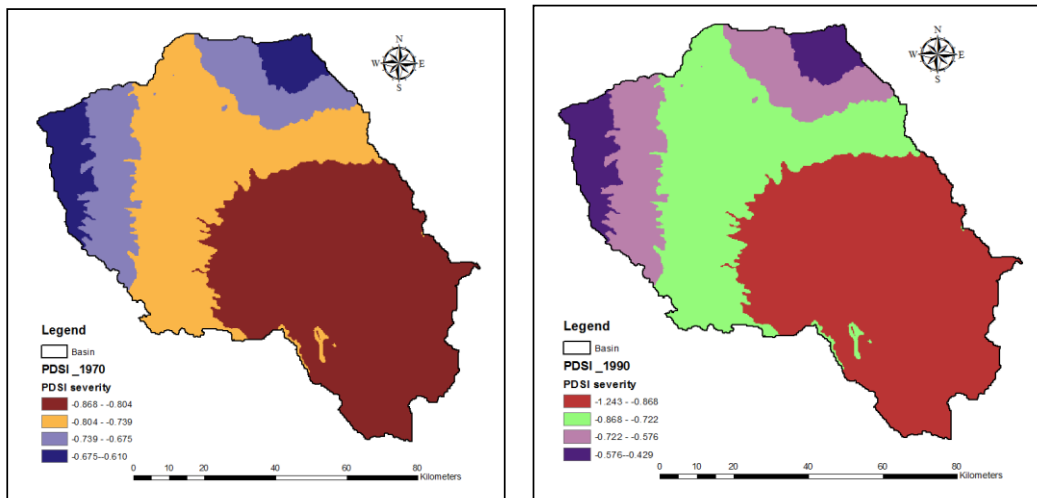 N
W E
S
Legend
Basin
PDSI _1970
PDSI severity
-0.868 - -0.804
-0.804 - -0.739
-0.739 - -0.675
-0.675--0.610
0 20 40 60 80
Kilometers
N
W E
S
Legend
Basin
PDSI _1990
PDSI severity
-1.243 - -0.868
-0.868 - -0.722
-0.722 - -0.576
-0.576--0.429
0 20 40 60 80
Kilometers